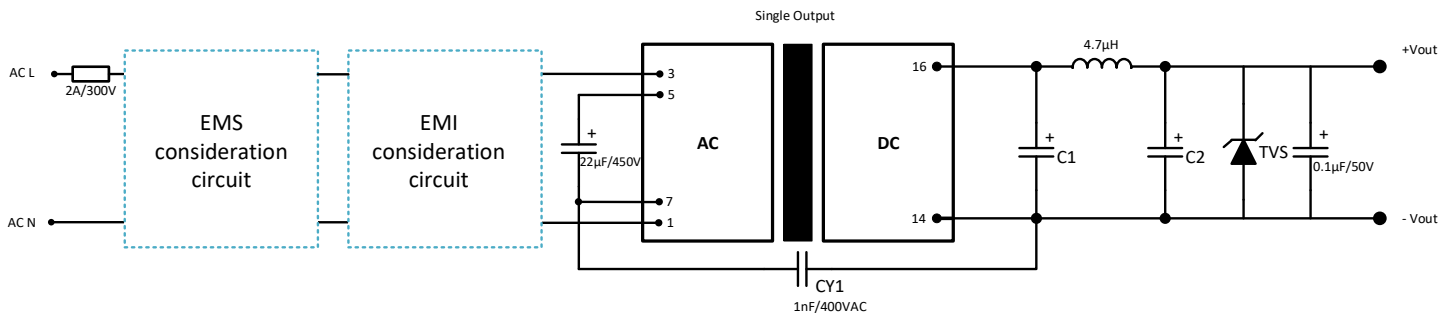 Single Output
AC L
2A/300V
EMS
consideration
circuit
EMI
consideration
circuit
3
5
+
22µF/450V
7
1
AC
DC
16
14
4.7µH
+
C1
+
C2
TVS
+
0.1µF/50V
+Vout
- Vout
AC N
CY1
1nF/400VAC